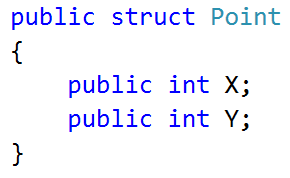 public struct Point
{
    public int X;
    public int Y;
}